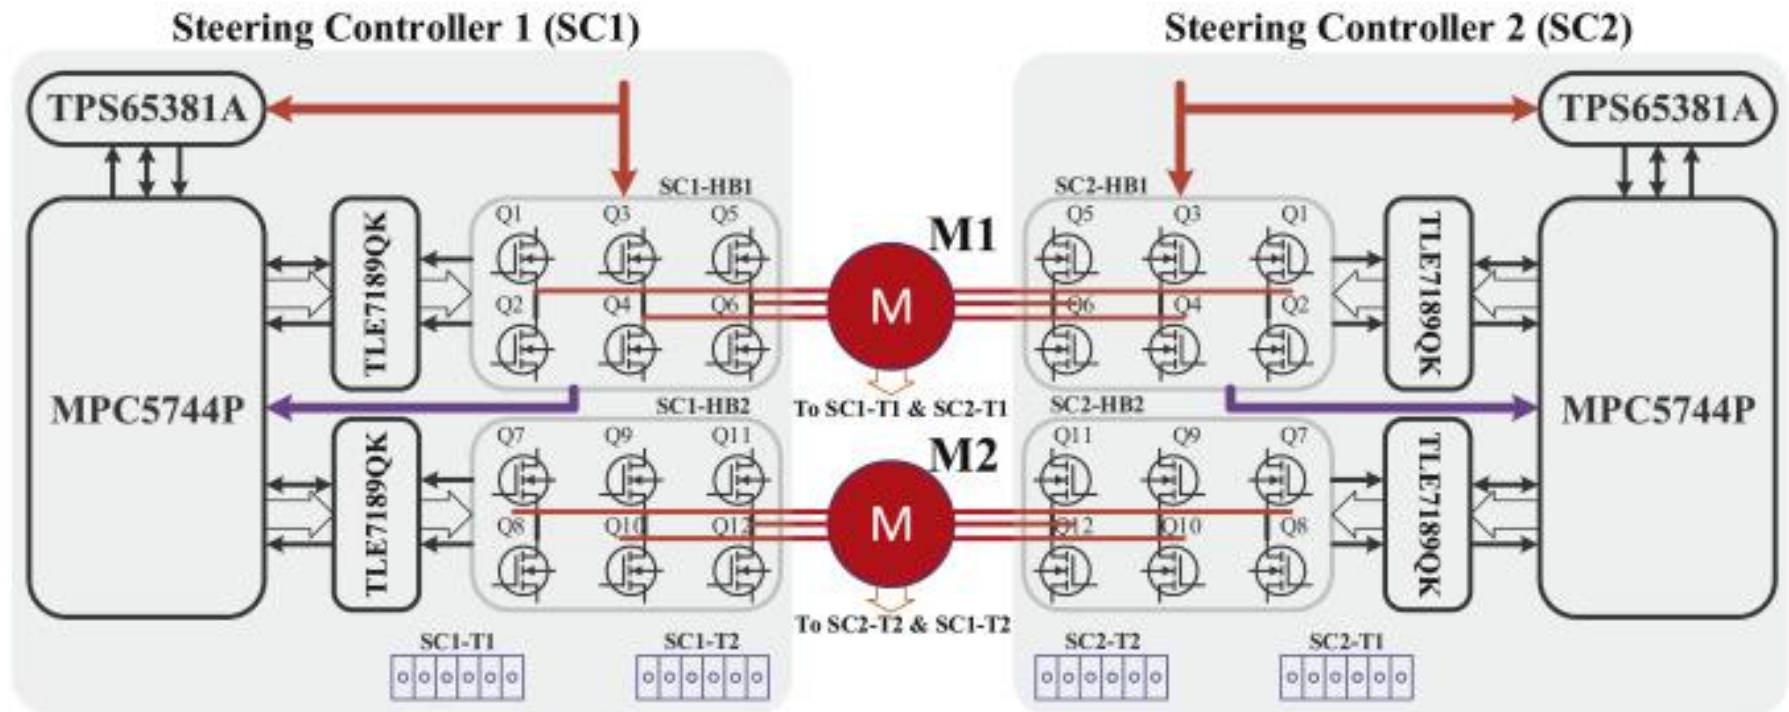 Steering Controller 1 (SC1)
Steering Controller 2 (SC2)
TPS65381A
TPS65381A
SC1-HB1
SC2-HB1
Q1 Q3 Q5
M1
Q5 Q3 Q1
TLE7189QK
TLE7189QK
Q2 Q4 Q6
M
Q6 Q4 Q2
MPC5744P
To SC1-T1 & SC2-T1
MPC5744P
SC1-HB2
SC2-HB2
Q7 Q9 Q11
M2
Q11 Q9 Q7
TLE7189QK
TLE7189QK
Q8 Q10 Q12
M
Q12 Q10 Q8
To SC2-T2 & SC1-T2
SC1-T1
SC1-T2
SC2-T2
SC2-T1